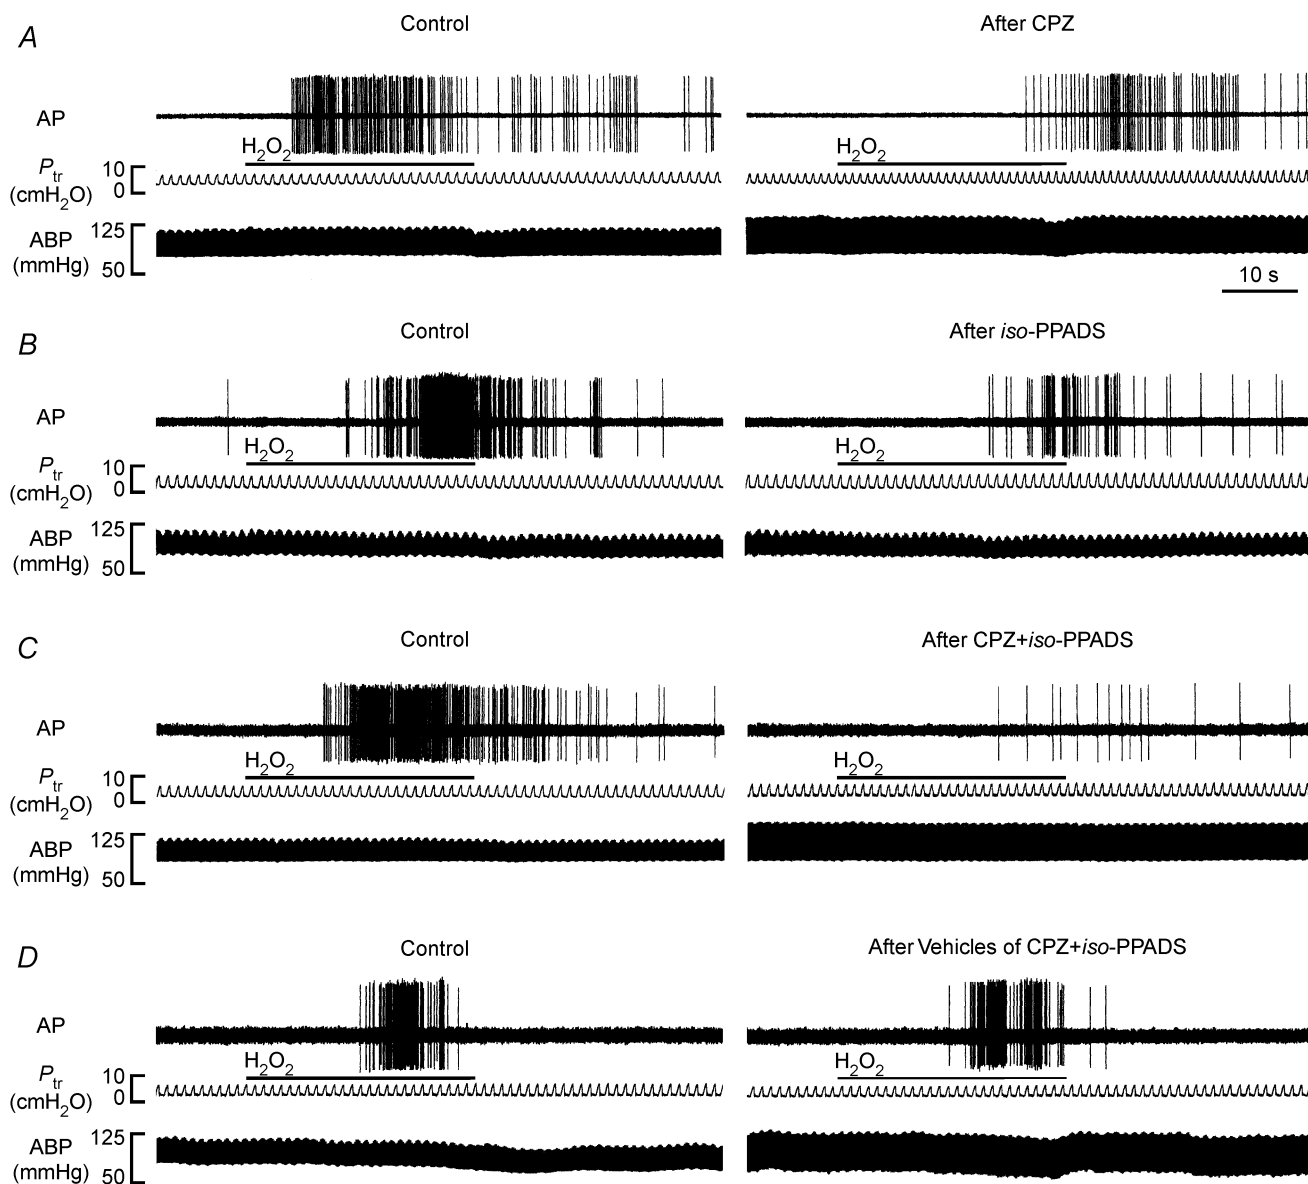 A
Control
After CPZ
AP
H2O2
H2O2
Ptr
(cmH2O)
10
0
ABP
(mmHg)
125
50
10 s
B
Control
After iso-PPADS
AP
H2O2
H2O2
Ptr
(cmH2O)
10
0
ABP
(mmHg)
125
50
C
Control
After CPZ+iso-PPADS
AP
H2O2
H2O2
Ptr
(cmH2O)
10
0
ABP
(mmHg)
125
50
D
Control
After Vehicles of CPZ+iso-PPADS
AP
H2O2
H2O2
Ptr
(cmH2O)
10
0
ABP
(mmHg)
125
50